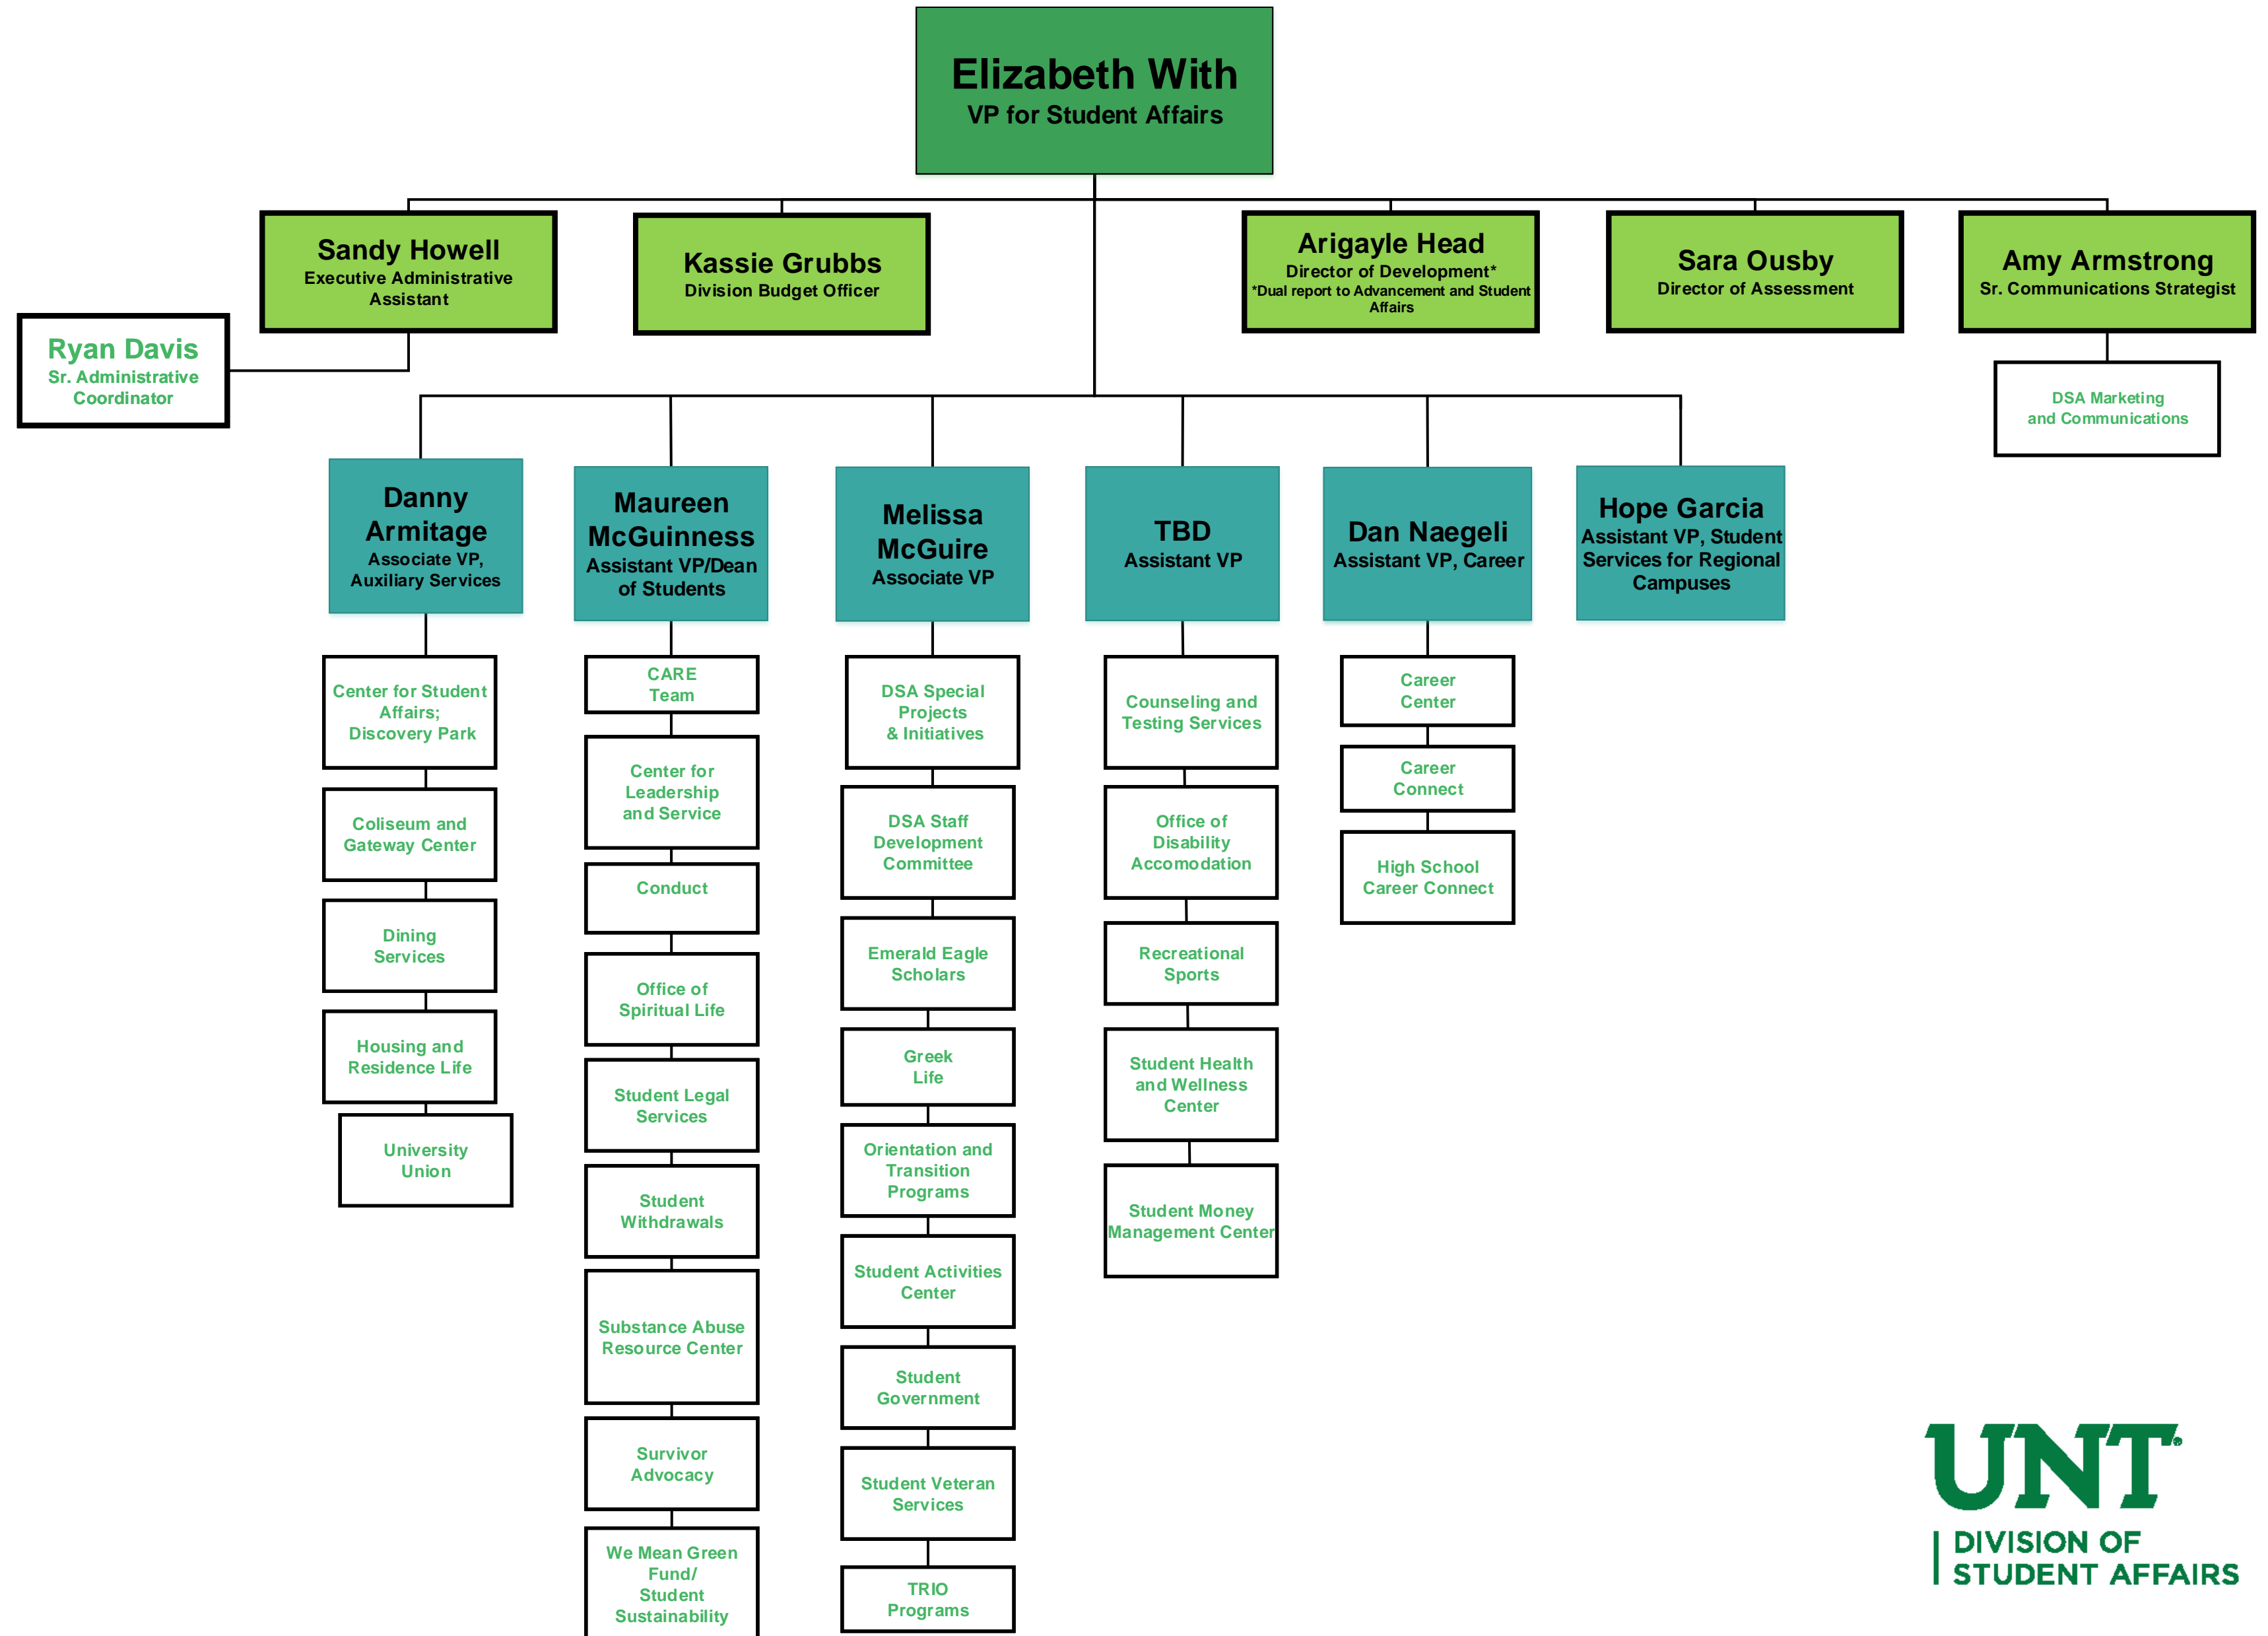 Elizabeth With
VP for Student Affairs
Sandy Howell
Executive Administrative
Assistant
Kassie Grubbs
Division Budget Officer
Arigayle Head
Director of Development*
*Dual report to Advancement and Student
Affairs
Sara Ousby
Director of Assessment
Amy Armstrong
Sr. Communications Strategist
Ryan Davis
Sr. Administrative
Coordinator
DSA Marketing
and Communications
Danny
Armitage
Associate VP,
Auxiliary Services
Maureen
McGuinness
Assistant VP/Dean
of Students
Melissa
McGuire
Associate VP
TBD
Assistant VP
Dan Naegeli
Assistant VP, Career
Hope Garcia
Assistant VP, Student
Services for Regional
Campuses
Center for Student
Affairs;
Discovery Park
Coliseum and
Gateway Center
Dining
Services
Housing and
Residence Life
University
Union
CARE
Team
Center for
Leadership
and Service
Conduct
Office of
Spiritual Life
Student Legal
Services
Student
Withdrawals
Substance Abuse
Resource Center
Survivor
Advocacy
We Mean Green
Fund/
Student
Sustainability
DSA Special
Projects
& Initiatives
DSA Staff
Development
Committee
Emerald Eagle
Scholars
Greek
Life
Orientation and
Transition
Programs
Student Activities
Center
Student
Government
Student Veteran
Services
TRIO
Programs
Counseling and
Testing Services
Office of
Disability
Accomodation
Recreational
Sports
Student Health
and Wellness
Center
Student Money
Management Center
Career
Center
Career
Connect
High School
Career Connect
UNT
DIVISION OF
STUDENT AFFAIRS